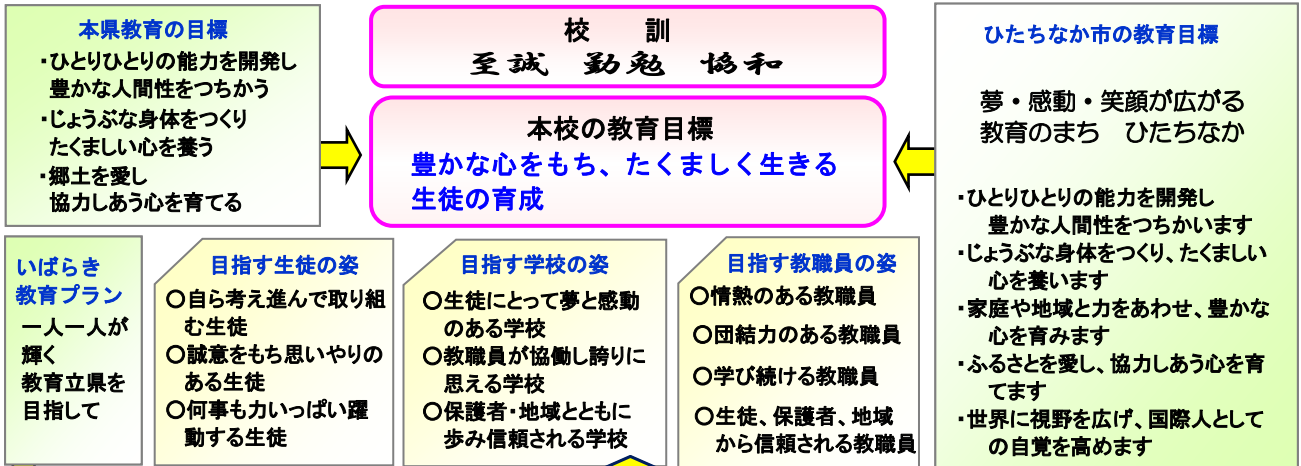 本県教育の目標
・ひとりひとりの能力を開発し
豊かな人間性をつちかう
・じょうぶな身体をつくり
たくましい心を養う
・郷土を愛し
協力しあう心を育てる
校　訓
至誠　勤勉　協和
本校の教育目標
豊かな心をもち、たくましく生きる
生徒の育成
ひたちなか市の教育目標
夢・感動・笑顔が広がる
教育のまち　ひたちなか
・ひとりひとりの能力を開発し
豊かな人間性をつちかいます
・じょうぶな身体をつくり、たくましい
心を養います
・家庭や地域と力をあわせ、豊かな
心を育みます
・ふるさとを愛し、協力しあう心を育
てます
・世界に視野を広げ、国際人として
の自覚を高めます
いばらき
教育プラン
一人一人が
輝く
教育立県を
目指して
目指す生徒の姿
〇自ら考え進んで取り組
む生徒
〇誠意をもち思いやりの
ある生徒
〇何事も力いっぱい躍
動する生徒
目指す学校の姿
〇生徒にとって夢と感動
のある学校
〇教職員が協働し誇りに
思える学校
〇保護者・地域とともに
歩み信頼される学校
目指す教職員の姿
〇情熱のある教職員
〇団結力のある教職員
〇学び続ける教職員
〇生徒、保護者、地域
から信頼される教職員